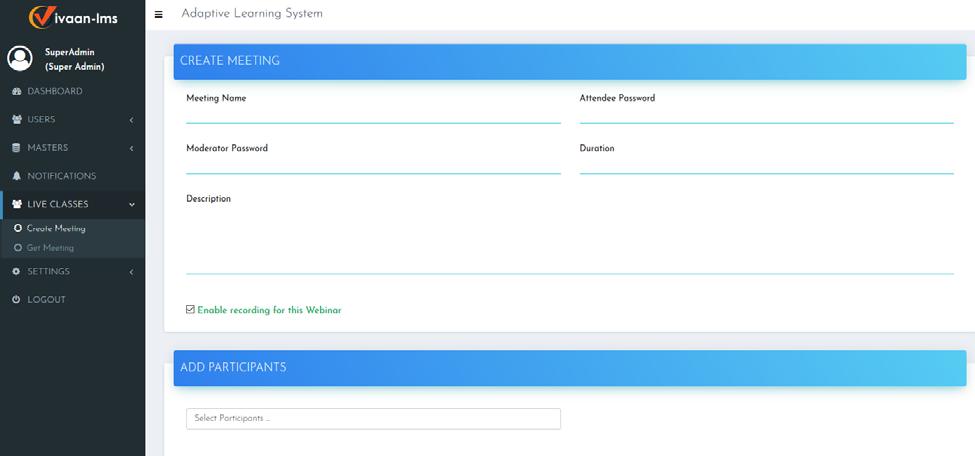 Vivaan-lms
Adaptive Learning System
SuperAdmin
(Super Admin)
DASHBOARD
USERS
MASTERS
NOTIFICATIONS
LIVE CLASSES
Create Meeting
Get Meeting
SETTINGS
LOGOUT
CREATE MEETING
Meeting Name
Attendee Password
Moderator Password
Duration
Description
Enable recording for this Webinar
ADD PARTICIPANTS
Select Participants ...